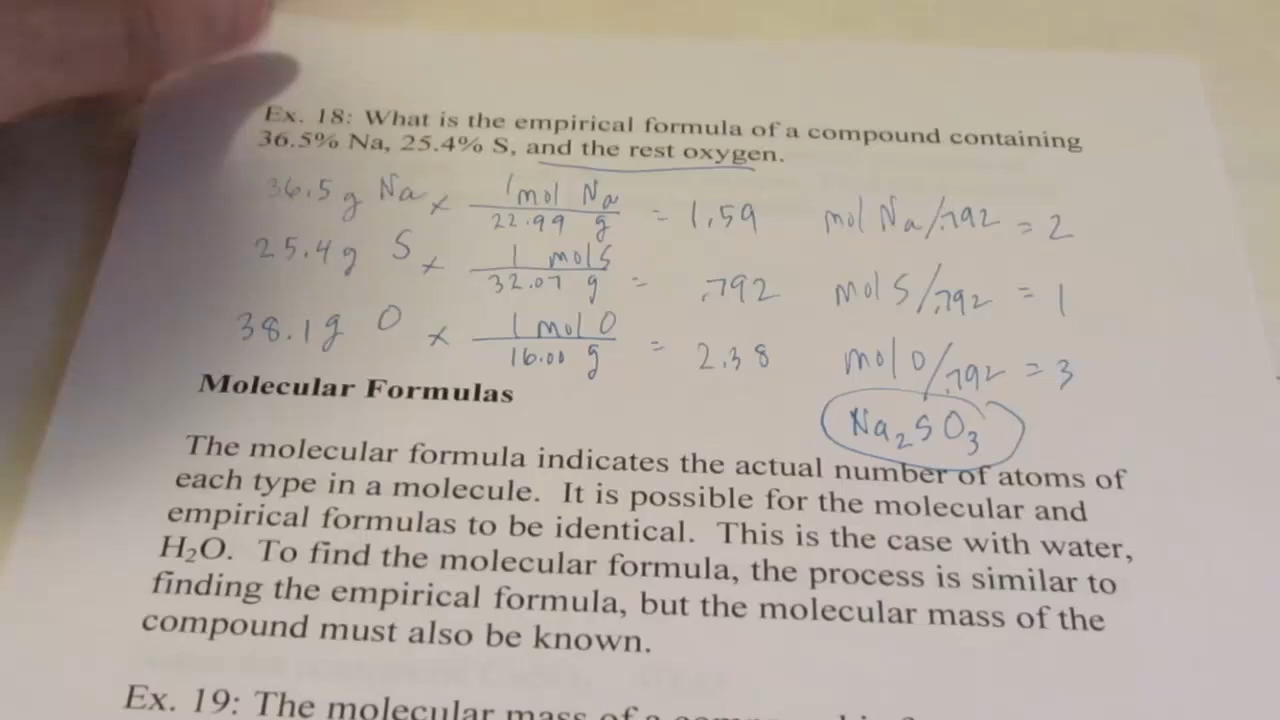 Ex. 18: What is the empirical formula of a compound containing
36.5% Na, 25.4% S, and the rest oxygen.
36.5 g Na x 1 mol Na / 22.99 g = 1.59 mol Na/.792 = 2
25.4 g S x 1 mol S / 32.07 g = .792 mol S/.792 = 1
38.1 g O x 1 mol O / 16.00 g = 2.38 mol O/.792 = 3
Na₂SO₃
Molecular Formulas
The molecular formula indicates the actual number of atoms of
each type in a molecule. It is possible for the molecular and
empirical formulas to be identical. This is the case with water,
H₂O. To find the molecular formula, the process is similar to
finding the empirical formula, but the molecular mass of the
compound must also be known.
Ex. 19: The molecular mass of a compound is